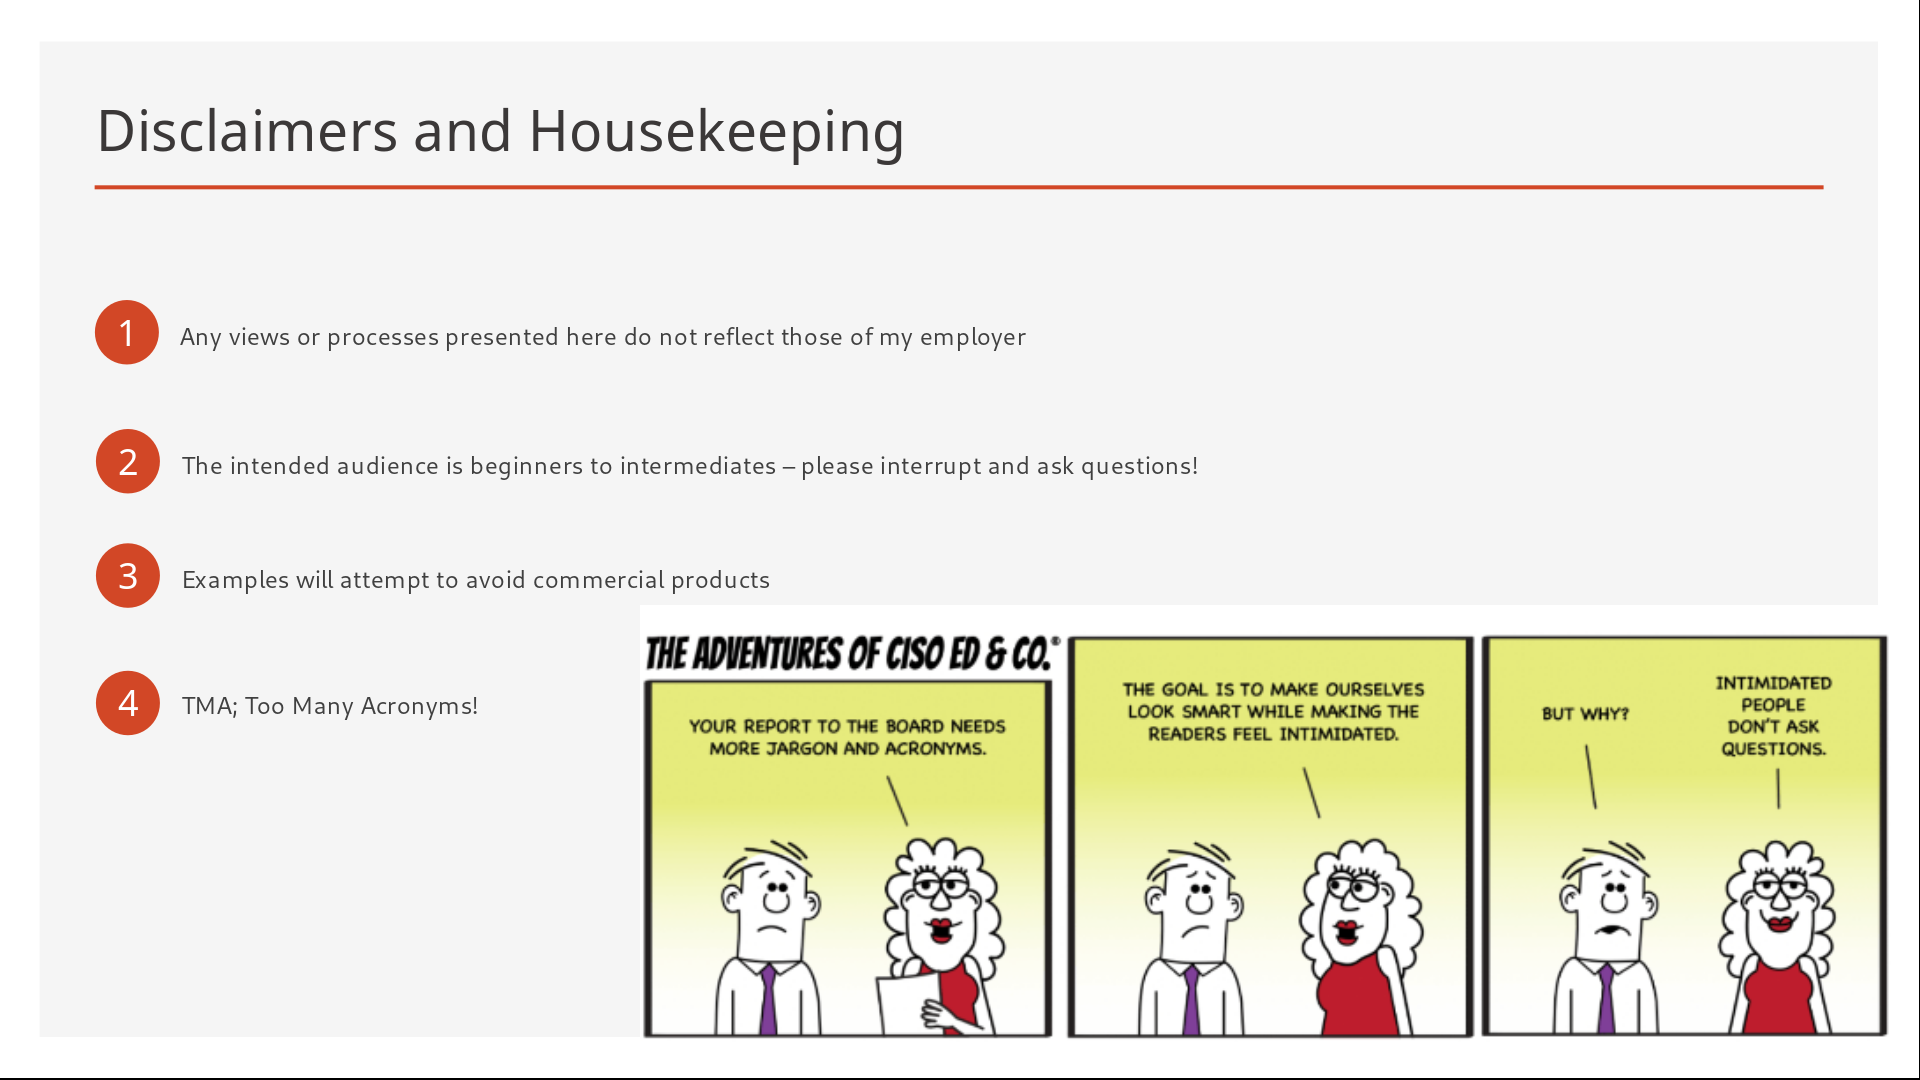 Disclaimers and Housekeeping
1 Any views or processes presented here do not reflect those of my employer
2 The intended audience is beginners to intermediates – please interrupt and ask questions!
3 Examples will attempt to avoid commercial products
4 TMA; Too Many Acronyms!
THE ADVENTURES OF CISO ED & CO.®
YOUR REPORT TO THE BOARD NEEDS
MORE JARGON AND ACRONYMS.
THE GOAL IS TO MAKE OURSELVES
LOOK SMART WHILE MAKING THE
READERS FEEL INTIMIDATED.
BUT WHY?
INTIMIDATED
PEOPLE
DON'T ASK
QUESTIONS.